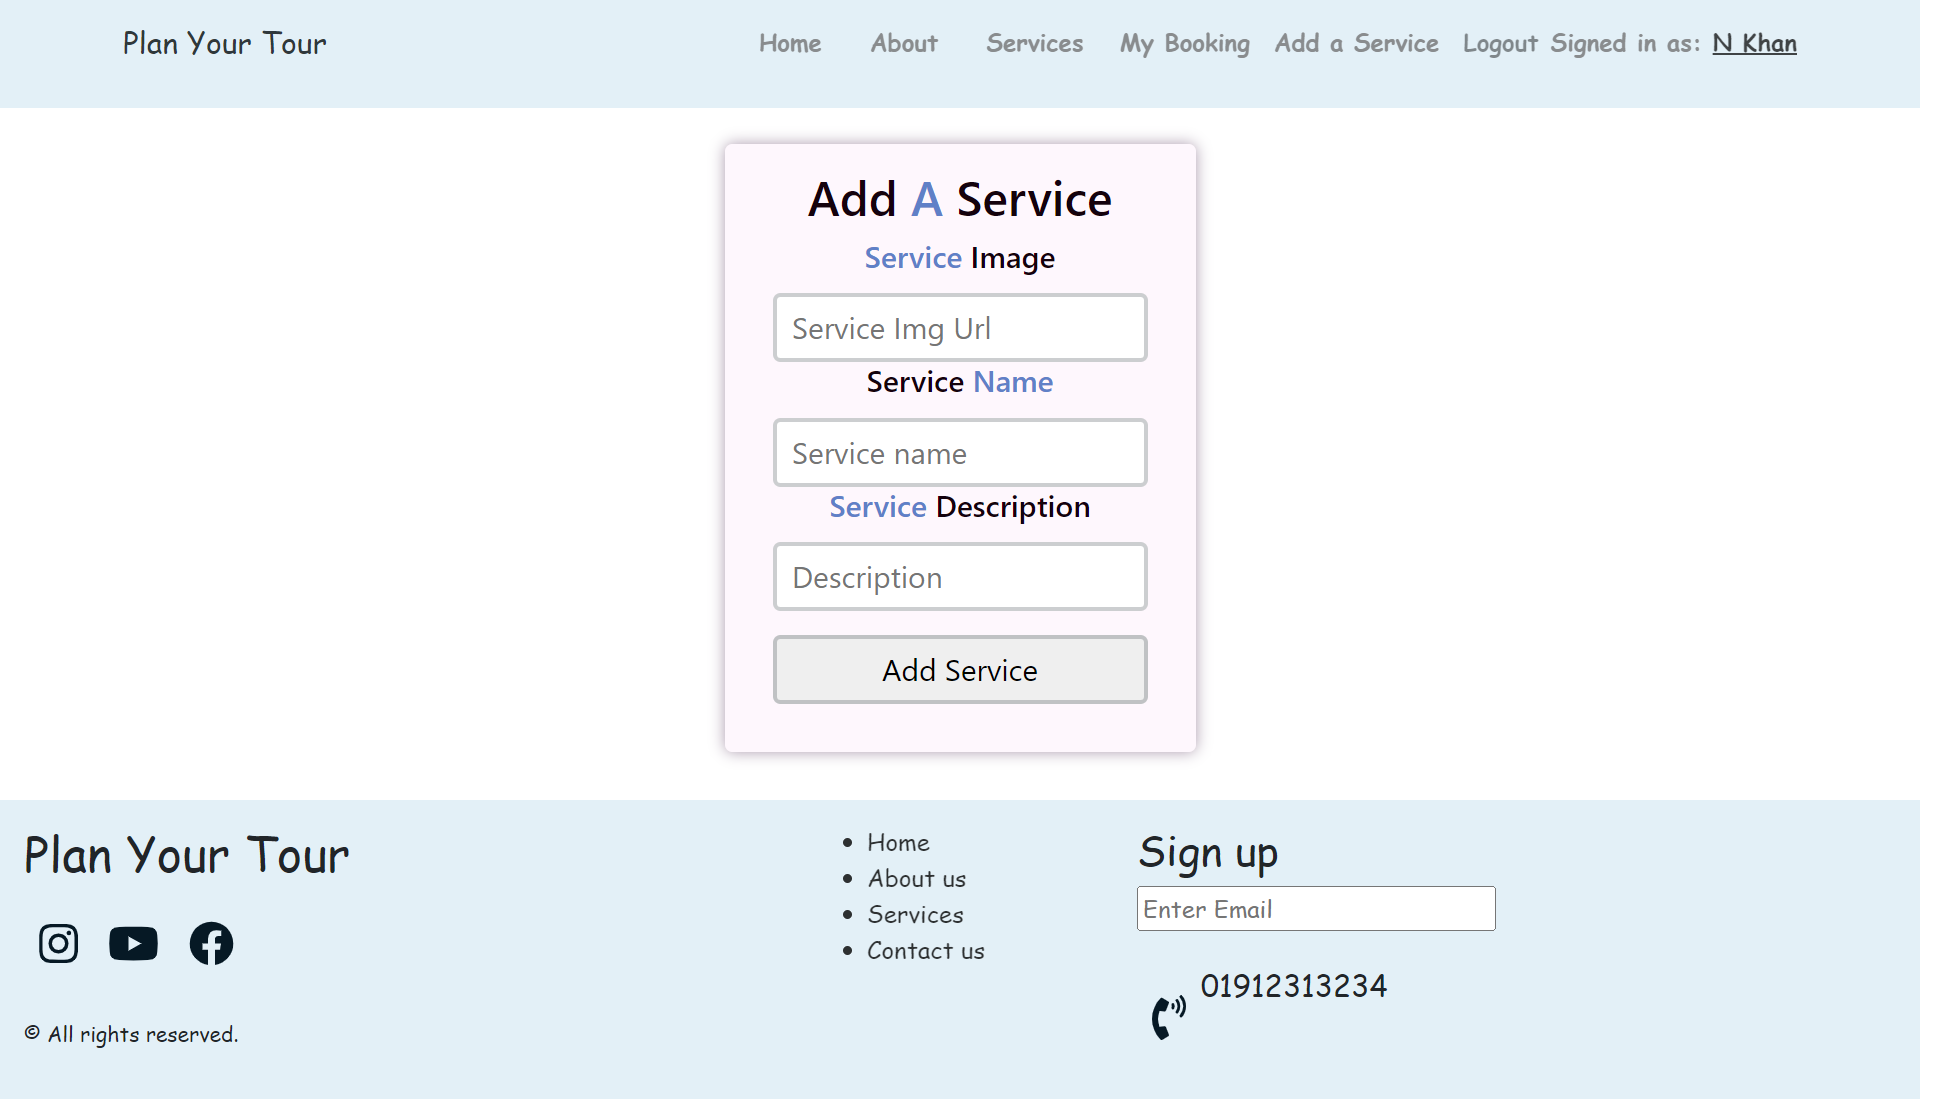 Plan Your Tour
Home About Services My Booking Add a Service Logout Signed in as: N Khan
Add A Service
Service Image
Service Img Url
Service Name
Service name
Service Description
Description
Add Service
Plan Your Tour
© All rights reserved.
Home
About us
Services
Contact us
Sign up
Enter Email
01912313234